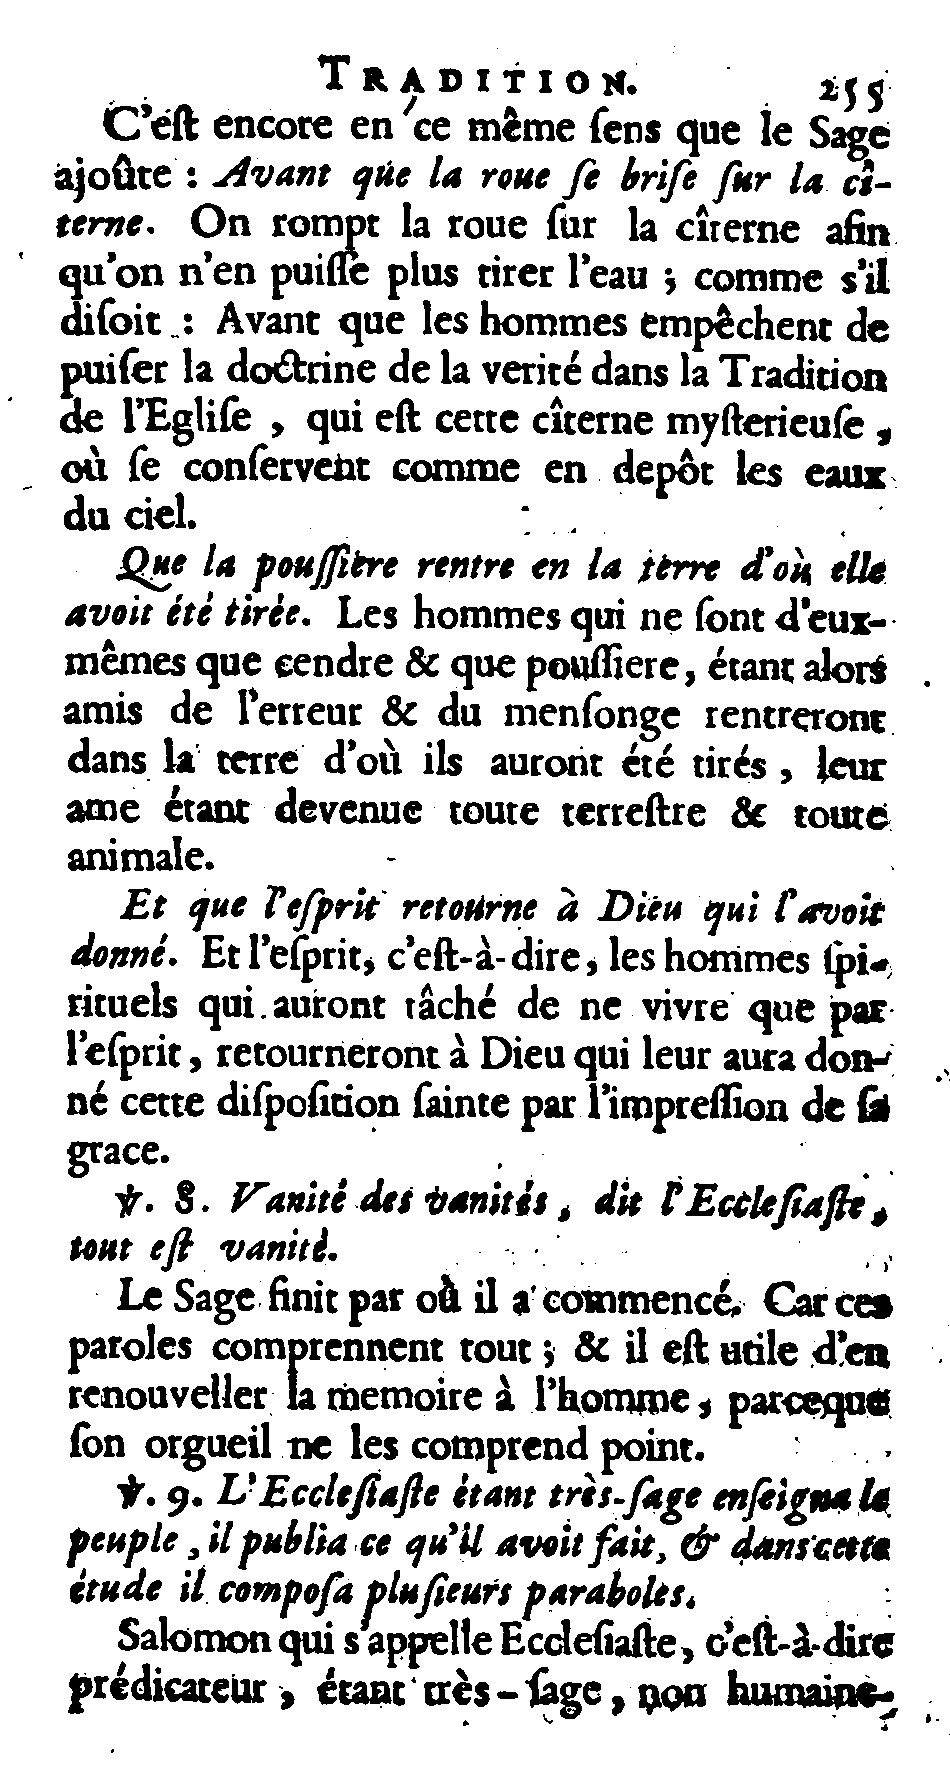 TRADITION. 255
C'eſt encore en ce même ſens que le Sage
ajoûte : Avant que la roue ſe briſe ſur la cî-
terne. On rompt la roue ſur la cîterne afin
qu'on n'en puiſſe plus tirer l'eau ; comme s'il
diſoit : Avant que les hommes empêchent de
puiſer la doctrine de la verité dans la Tradition
de l'Egliſe , qui eſt cette cîterne myſterieuſe ,
où ſe conſervent comme en depôt les eaux
du ciel.
Que la pouſſiére rentre en la terre d'où elle
avoit été tirée. Les hommes qui ne ſont d'eux-
mêmes que cendre & que pouſſiere, étant alors
amis de l'erreur & du menſonge rentreront
dans la terre d'où ils auront été tirés , leur
ame étant devenue toute terreſtre & toute
animale.
Et que l'eſprit retourne à Dieu qui l'avoit
donné. Et l'eſprit, c'eſt-à-dire, les hommes ſpi-
rituels qui auront tâché de ne vivre que par
l'eſprit, retourneront à Dieu qui leur aura don-
né cette diſpoſition ſainte par l'impreſſion de ſa
grace.
℣. 8. Vanité des vanités, dit l'Eccleſiaſte,
tout eſt vanité.
Le Sage finit par où il a commencé. Car ces
paroles comprennent tout ; & il eſt utile d'en
renouveller la memoire à l'homme, parceque
ſon orgueil ne les comprend point.
℣. 9. L'Eccleſiaſte étant très-ſage enſeigna le
peuple, il publia ce qu'il avoit fait, & dans cette
étude il compoſa pluſieurs paraboles.
Salomon qui s'appelle Eccleſiaſte, c'eſt-à-dire
prédicateur, étant très-ſage, non humaine-